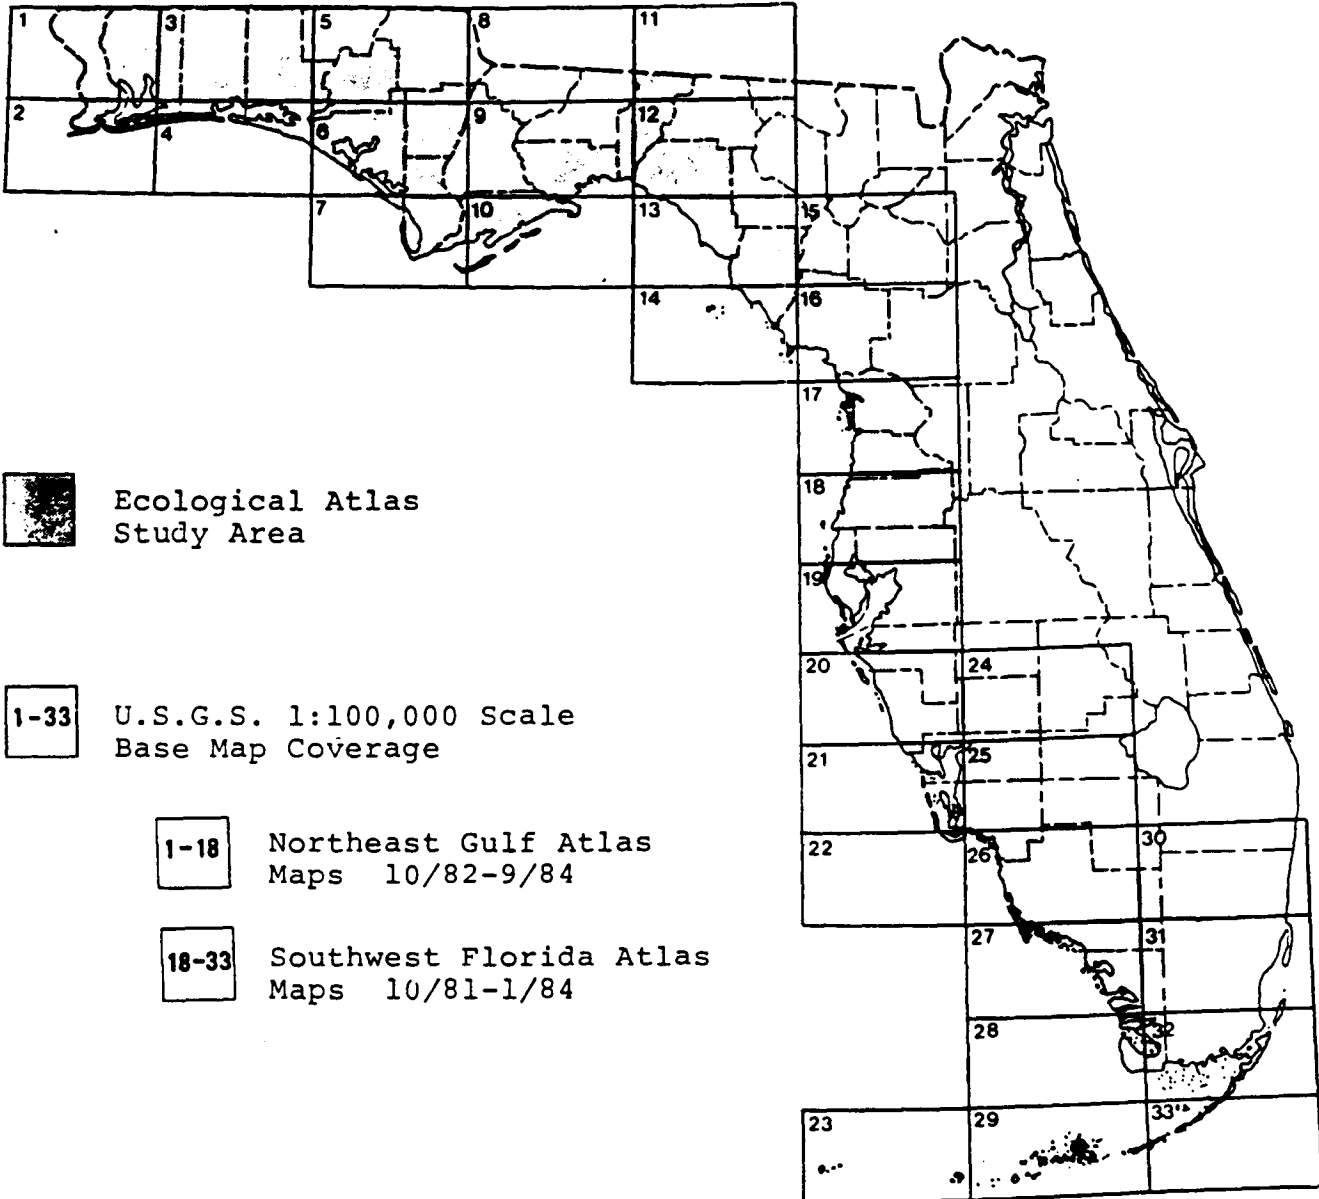 1 3 5 8 11
2 4 6 9 12
7 10 13 15
14 16
17
18
Ecological Atlas
Study Area
19
20 24
1-33 U.S.G.S. 1:100,000 Scale
Base Map Coverage
21 25
1-18 Northeast Gulf Atlas
Maps 10/82-9/84
22 26 30
18-33 Southwest Florida Atlas
Maps 10/81-1/84
27 31
28 32
23 29 33